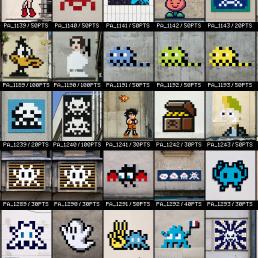 PA_1139/50PTS PA_1140/50PTS PA_1141/50PTS PA_1142/50PTS PA_1143/20PTS
PA_1189/100PTS PA_1190/100PTS PA_1191/50PTS PA_1192/50PTS PA_1193/50PTS
PA_1239/20PTS PA_1240/100PTS PA_1241/30PTS PA_1242/30PTS PA_1243/50PTS
PA_1289/30PTS PA_1290/30PTS PA_1291/50PTS PA_1292/40PTS PA_1293/30PTS